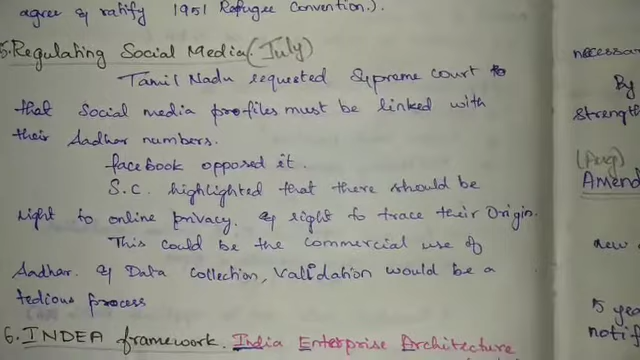 agree & ratify 1951 Refugee Convention.).
5. Regulating Social Media (July)
Tamil Nadu requested Supreme court to
that social media profiles must be linked with
their Aadhar numbers.
facebook opposed it.
S.C. highlighted that there should be
right to online privacy. & right to trace their Origin.
This could be the commercial use of
Aadhar. & Data collection, Validation would be a
tedious process
6. INDEA framework. India Enterprise Architecture
necessar
By
strength
(Aug)
Amend
new
5 yea
notif